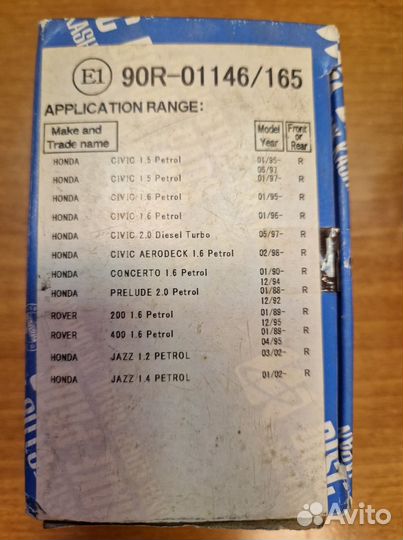 E1 90R-01146/165
APPLICATION RANGE:
Make and Trade name Model Year Front or Rear
HONDA CIVIC 1.5 Petrol 01/95- 06/97 R
HONDA CIVIC 1.5 Petrol 01/97- R
HONDA CIVIC 1.6 Petrol 01/95- R
HONDA CIVIC 1.6 Petrol 01/96- R
HONDA CIVIC 2.0 Diesel Turbo 05/97- R
HONDA CIVIC AERODECK 1.6 Petrol 02/98- R
HONDA CONCERTO 1.6 Petrol 01/90- 12/94 R
HONDA PRELUDE 2.0 Petrol 01/88- 12/92 R
ROVER 200 1.6 Petrol 01/89- 12/95 R
ROVER 400 1.6 Petrol 01/89- 04/95 R
HONDA JAZZ 1.2 PETROL 03/02- R
HONDA JAZZ 1.4 PETROL 01/02- R
Avito